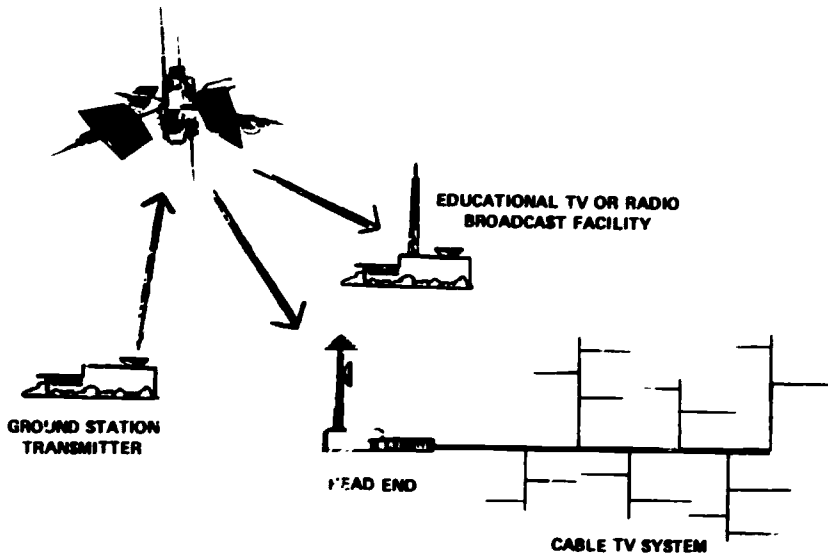 EDUCATIONAL TV OR RADIO
BROADCAST FACILITY
GROUND STATION
TRANSMITTER
HEAD END
CABLE TV SYSTEM